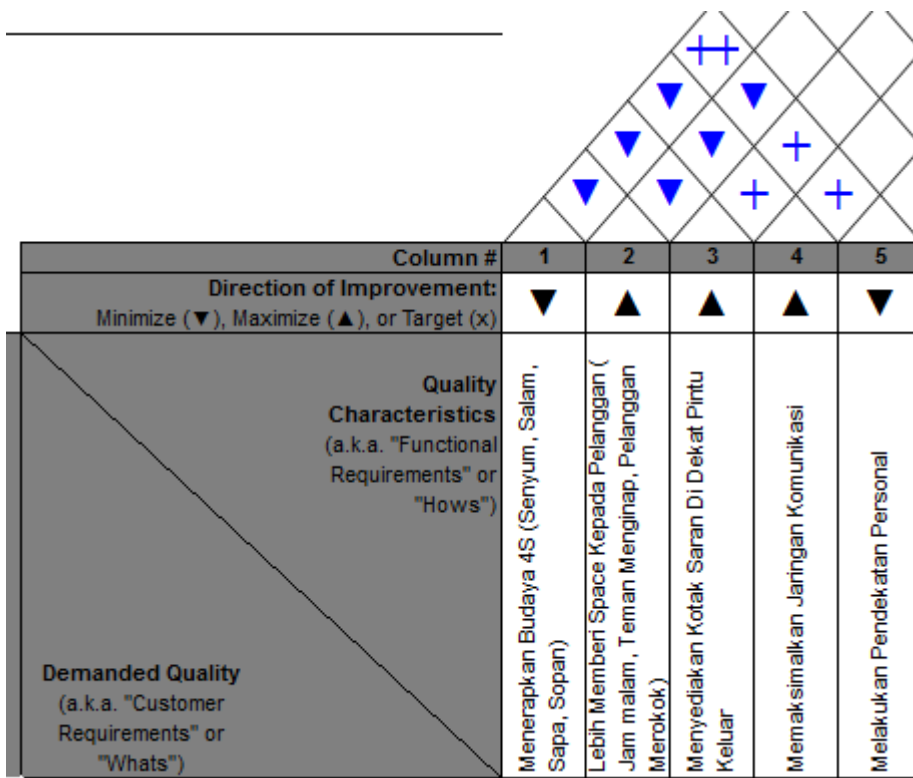 ++
▼ ▼
▼ ▼ +
▼ ▼ + +
Column # 1 2 3 4 5
Direction of Improvement:
Minimize (▼), Maximize (▲), or Target (x) ▼ ▲ ▲ ▲ ▼
Quality
Characteristics
(a.k.a. "Functional
Requirements" or
"Hows")
Demanded Quality
(a.k.a. "Customer
Requirements" or
"Whats")
Menerapkan Budaya 4S (Senyum, Salam,
Sapa, Sopan)
Lebih Memberi Space Kepada Pelanggan (
Jam malam, Teman Menginap, Pelanggan
Merokok)
Menyediakan Kotak Saran Di Dekat Pintu
Keluar
Memaksimalkan Jaringan Komunikasi
Melakukan Pendekatan Personal